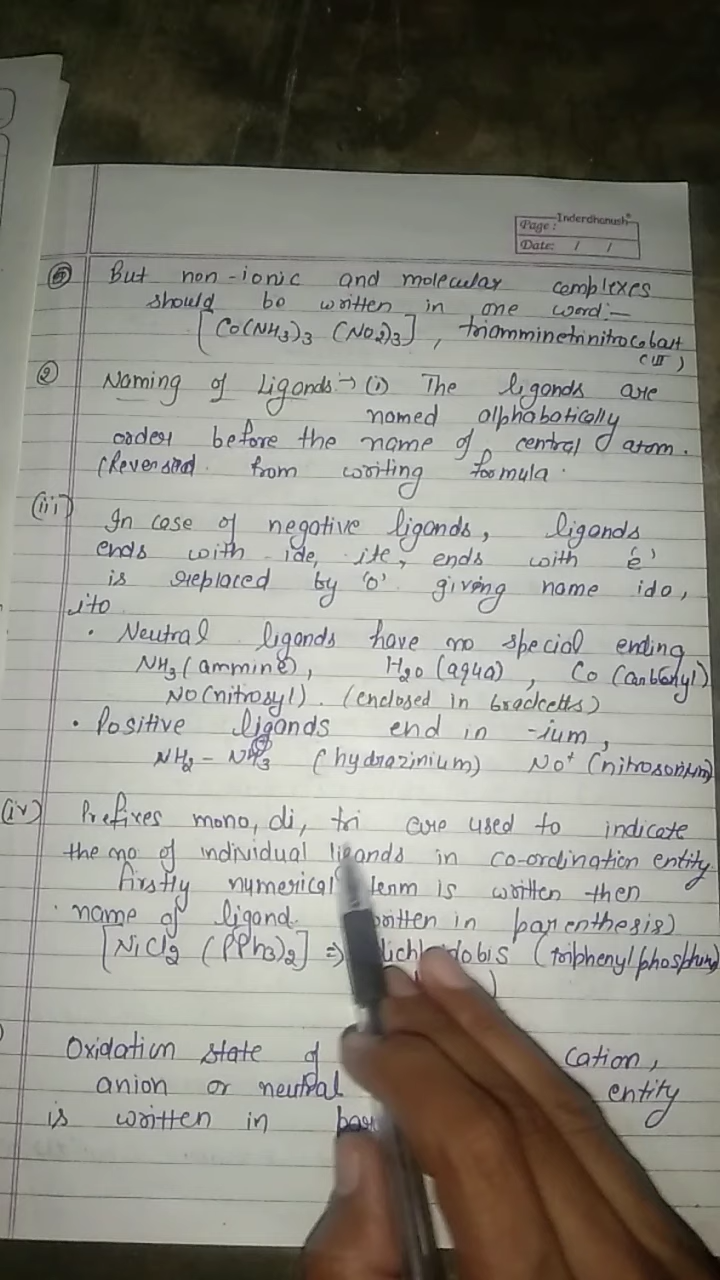 Inderdhanush
Page:
Date: / /
⑤ But non-ionic and molecular complexes
should be written in one word:-
[Co(NH3)3 (NO2)3], triamminetrinitrocobalt
(III)
② Naming of Ligands:→ (i) The ligands are
named alphabatically
order before the name of central atom.
(Reversed from writing formula.
(iii) In case of negative ligands, ligands
ends with ide, ite, ends with 'e'
is replaced by 'o' giving name ido,
ito
• Neutral ligands have no special ending
NH3 (ammine), H2O (aqua), Co (carbonyl)
NO (nitrosyl). (enclosed in bracketts)
• Positive ligands end in -ium,
NH2 - NH3 (hydrazinium) NO+ (nitrosonium)
(iv) Prefixes mono, di, tri are used to indicate
the no of individual ligands in co-ordination entity
firstly numerical term is written then
name of ligand. written in parenthesis)
[NiCl2 (PPh3)2] ⇒ dichloridobis (triphenylphosphine)
)
Oxidation state of cation,
anion or neutral entity
is written in